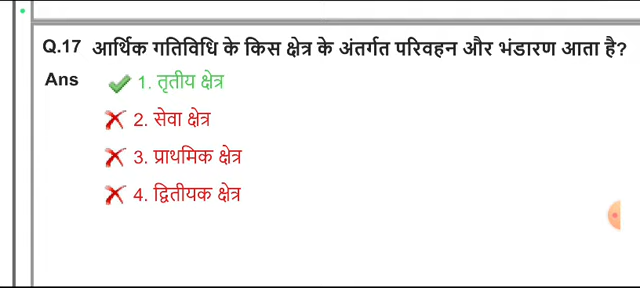 Q.17 आर्थिक गतिविधि के किस क्षेत्र के अंतर्गत परिवहन और भंडारण आता है?
Ans 1. तृतीय क्षेत्र
2. सेवा क्षेत्र
3. प्राथमिक क्षेत्र
4. द्वितीयक क्षेत्र